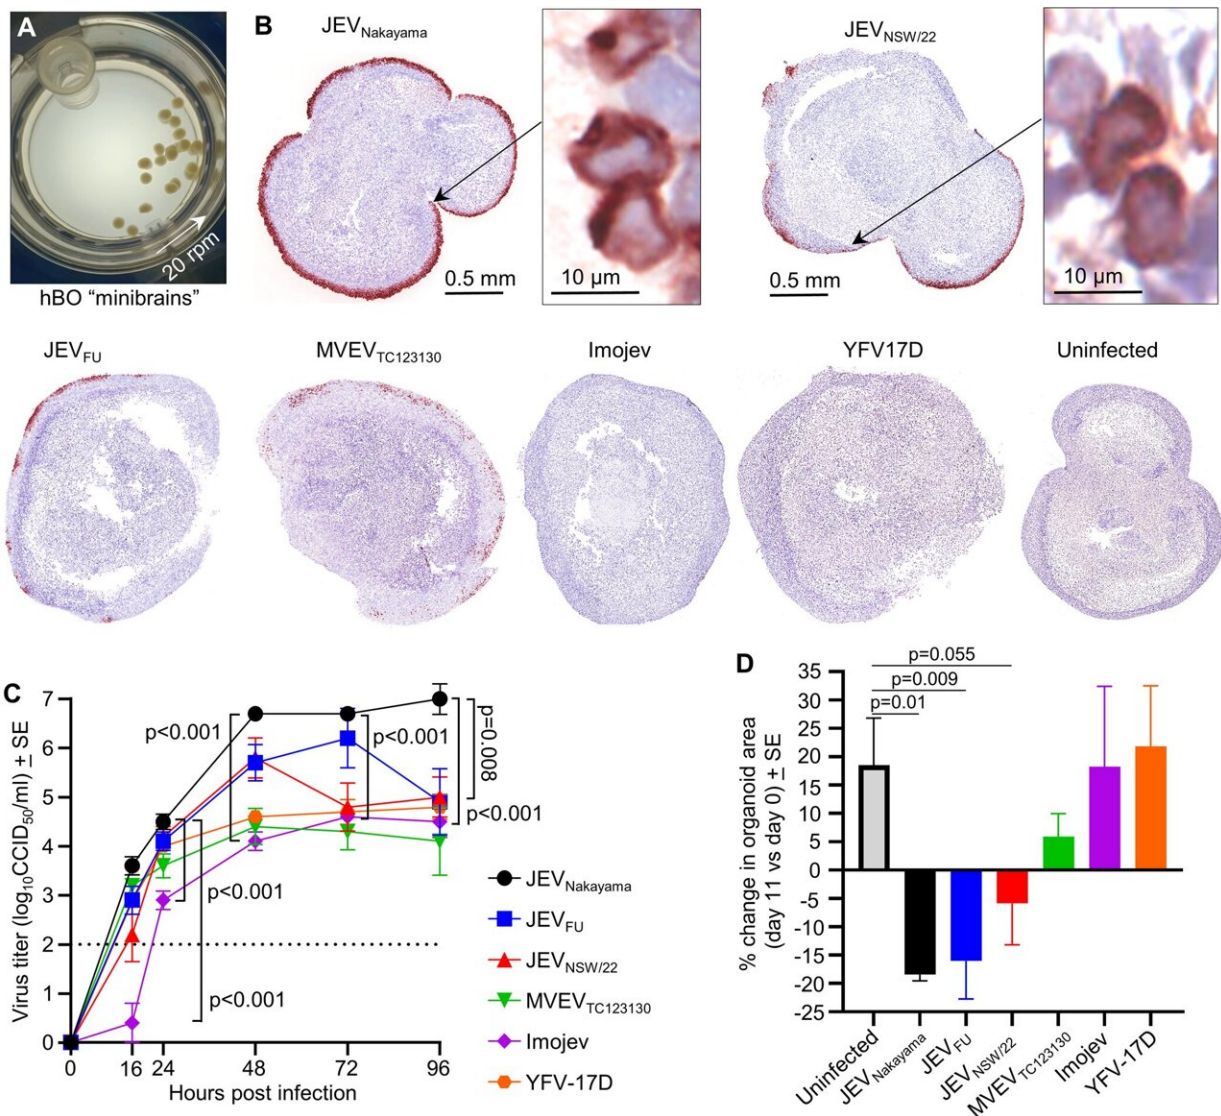 A
20 rpm
hBO “minibrains”
B
JEVNakayama
0.5 mm
10 µm
JEVNSW/22
0.5 mm
10 µm
JEVFU
MVEVTC123130
Imojev
YFV17D
Uninfected
C
Virus titer (log10CCID50/ml) ± SE
7
6
5
4
3
2
1
0
p<0.001
p<0.001
p=0.008
p<0.001
p<0.001
p<0.001
0
16
24
48
72
96
Hours post infection
JEVNakayama
JEVFU
JEVNSW/22
MVEVTC123130
Imojev
YFV-17D
D
% change in organoid area
(day 11 vs day 0) ± SE
35
30
25
20
15
10
5
0
-5
-10
-15
-20
-25
p=0.055
p=0.009
p=0.01
Uninfected
JEVNakayama
JEVFU
JEVNSW/22
MVEVTC123130
Imojev
YFV-17D